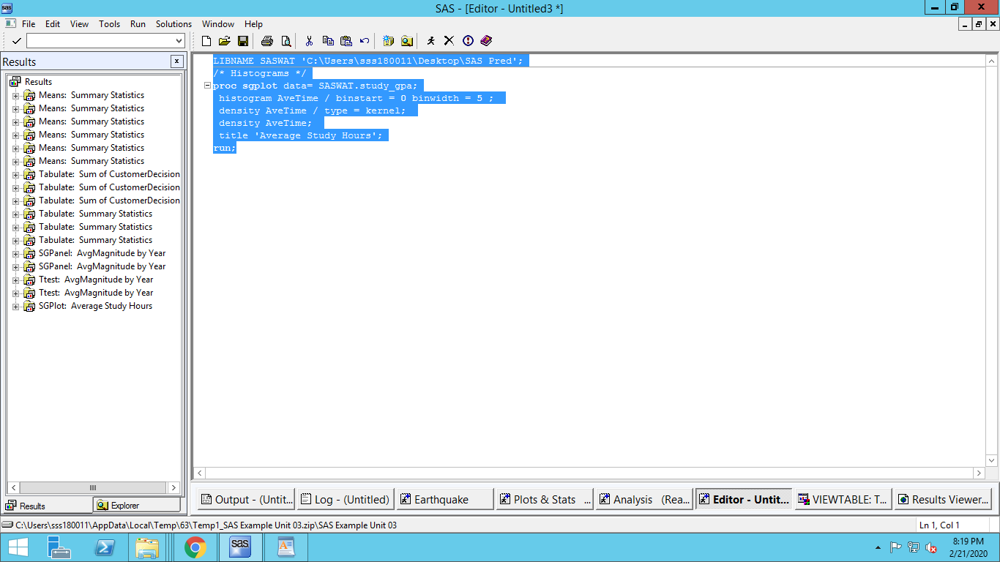 SAS - [Editor - Untitled3 *]
File Edit View Tools Run Solutions Window Help
Results
Results
Means: Summary Statistics
Means: Summary Statistics
Means: Summary Statistics
Means: Summary Statistics
Means: Summary Statistics
Means: Summary Statistics
Tabulate: Sum of CustomerDecision
Tabulate: Sum of CustomerDecision
Tabulate: Sum of CustomerDecision
Tabulate: Summary Statistics
Tabulate: Summary Statistics
Tabulate: Summary Statistics
SGPanel: AvgMagnitude by Year
SGPanel: AvgMagnitude by Year
Ttest: AvgMagnitude by Year
Ttest: AvgMagnitude by Year
SGPlot: Average Study Hours
Results Explorer
LIBNAME SASWAT 'C:\Users\sss180011\Desktop\SAS Pred';
/* Histograms */
proc sgplot data= SASWAT.study_gpa;
histogram AveTime / binstart = 0 binwidth = 5 ;
density AveTime / type = kernel;
density AveTime;
title 'Average Study Hours';
run;
Output - (Untit... Log - (Untitled) Earthquake Plots & Stats ... Analysis (Rea... Editor - Untit... VIEWTABLE: T... Results Viewer...
C:\Users\sss180011\AppData\Local\Temp\63\Temp1_SAS Example Unit 03.zip\SAS Example Unit 03
Ln 1, Col 1
sas
8:19 PM
2/21/2020